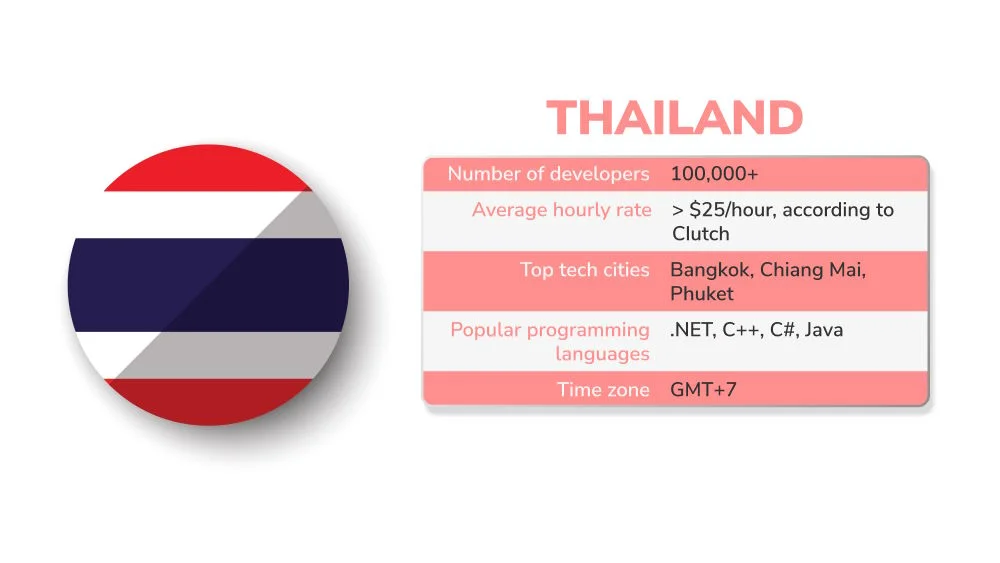 THAILAND
Number of developers 100,000+
Average hourly rate > $25/hour, according to
Clutch
Top tech cities Bangkok, Chiang Mai,
Phuket
Popular programming .NET, C++, C#, Java
languages
Time zone GMT+7